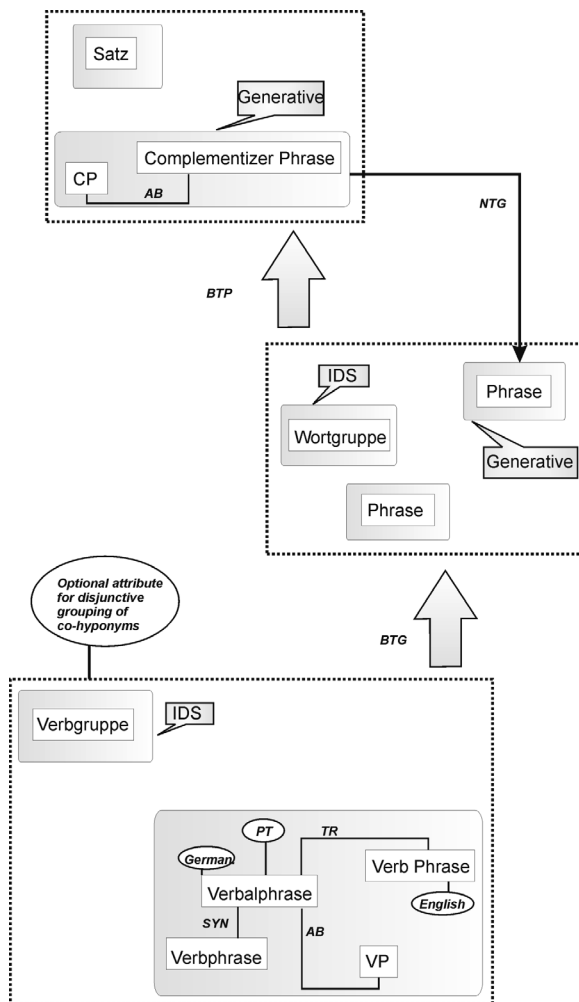 Satz
Generative
Complementizer Phrase
CP
AB
NTG
BTP
IDS
Phrase
Wortgruppe
Generative
Phrase
Optional attribute
for disjunctive
grouping of
co-hyponyms
BTG
Verbgruppe
IDS
PT
TR
German
Verb Phrase
Verbalphrase
English
SYN
AB
Verbphrase
VP